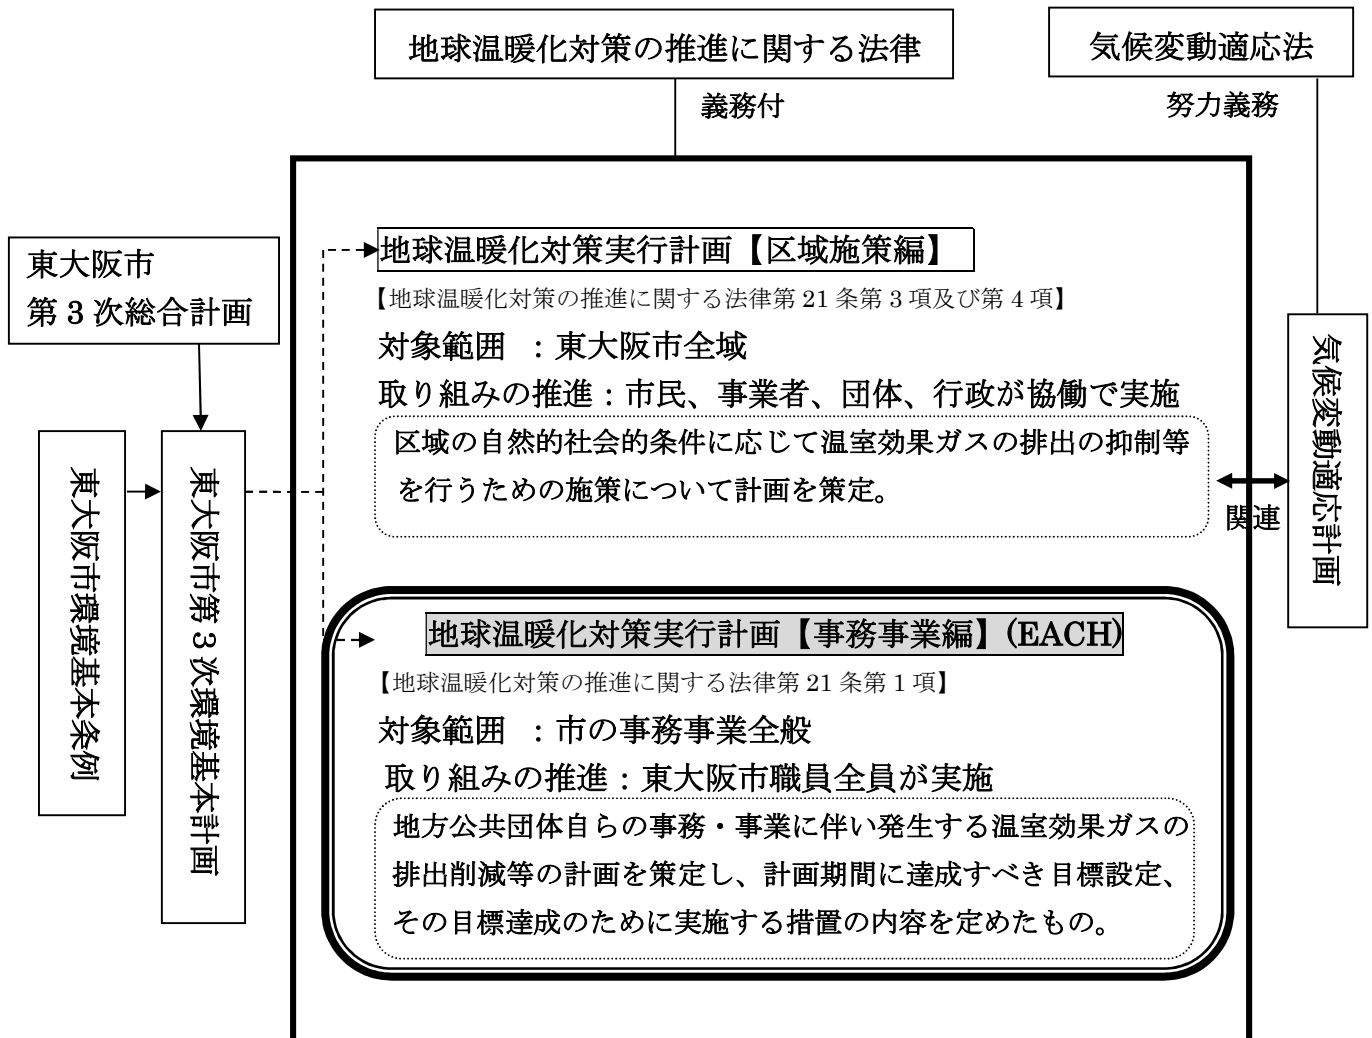 地球温暖化対策の推進に関する法律
気候変動適応法
義務付
努力義務
東大阪市
第3次総合計画
東大阪市環境基本条例
東大阪市第3次環境基本計画
地球温暖化対策実行計画【区域施策編】
【地球温暖化対策の推進に関する法律第21条第3項及び第4項】
対象範囲 : 東大阪市全域
取り組みの推進 : 市民、事業者、団体、行政が協働で実施
区域の自然的社会的条件に応じて温室効果ガスの排出の抑制等
を行うための施策について計画を策定。
関連
気候変動適応計画
地球温暖化対策実行計画【事務事業編】(EACH)
【地球温暖化対策の推進に関する法律第21条第1項】
対象範囲 : 市の事務事業全般
取り組みの推進 : 東大阪市職員全員が実施
地方公共団体自らの事務・事業に伴い発生する温室効果ガスの
排出削減等の計画を策定し、計画期間に達成すべき目標設定、
その目標達成のために実施する措置の内容を定めたもの。